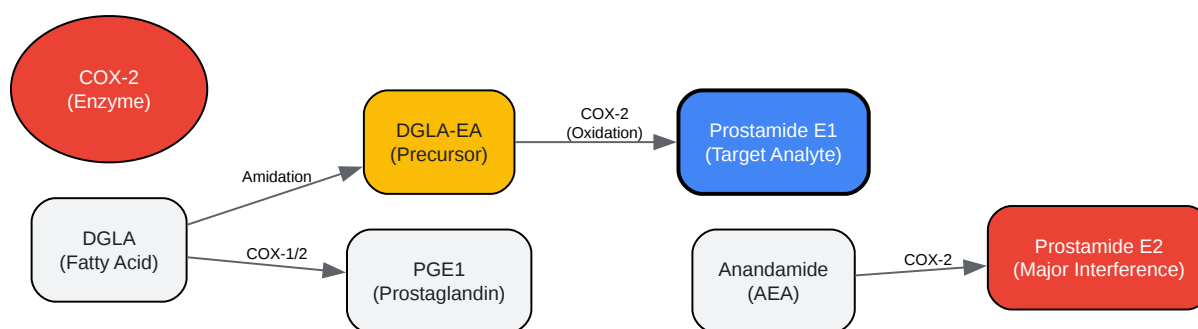 COX-2
(Enzyme)
DGLA-EA
(Precursor)
COX-2
(Oxidation)
Prostamide E1
(Target Analyte)
Amidation
DGLA
(Fatty Acid)
COX-1/2
PGE1
(Prostaglandin)
Anandamide
(AEA)
COX-2
Prostamide E2
(Major Interference)